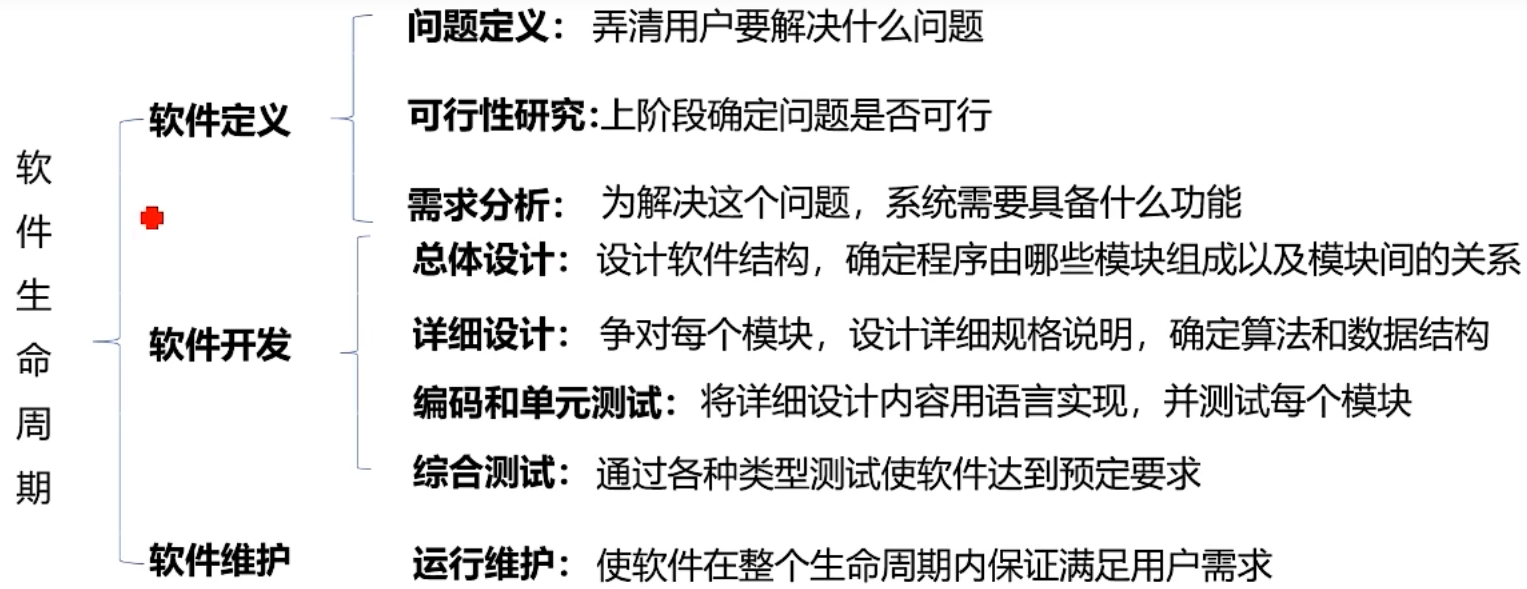 软件生命周期
软件定义
问题定义：弄清用户要解决什么问题
可行性研究：上阶段确定问题是否可行
需求分析：为解决这个问题，系统需要具备什么功能
软件开发
总体设计：设计软件结构，确定程序由哪些模块组成以及模块间的关系
详细设计：争对每个模块，设计详细规格说明，确定算法和数据结构
编码和单元测试：将详细设计内容用语言实现，并测试每个模块
综合测试：通过各种类型测试使软件达到预定要求
软件维护
运行维护：使软件在整个生命周期内保证满足用户需求